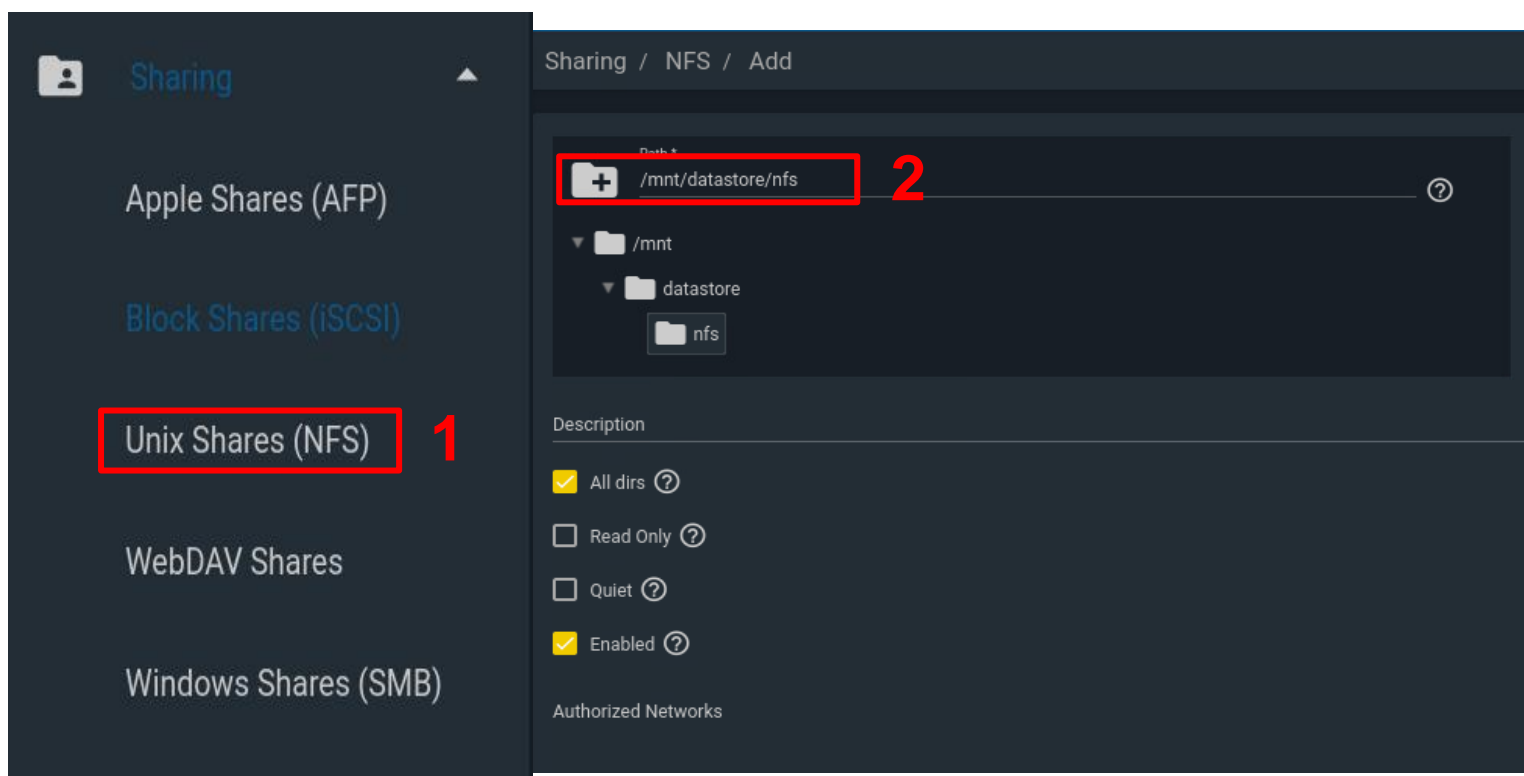 Sharing
Apple Shares (AFP)
Block Shares (iSCSI)
Unix Shares (NFS)
1
WebDAV Shares
Windows Shares (SMB)
Sharing / NFS / Add
Path *
/mnt/datastore/nfs
2
/mnt
datastore
nfs
Description
All dirs
Read Only
Quiet
Enabled
Authorized Networks